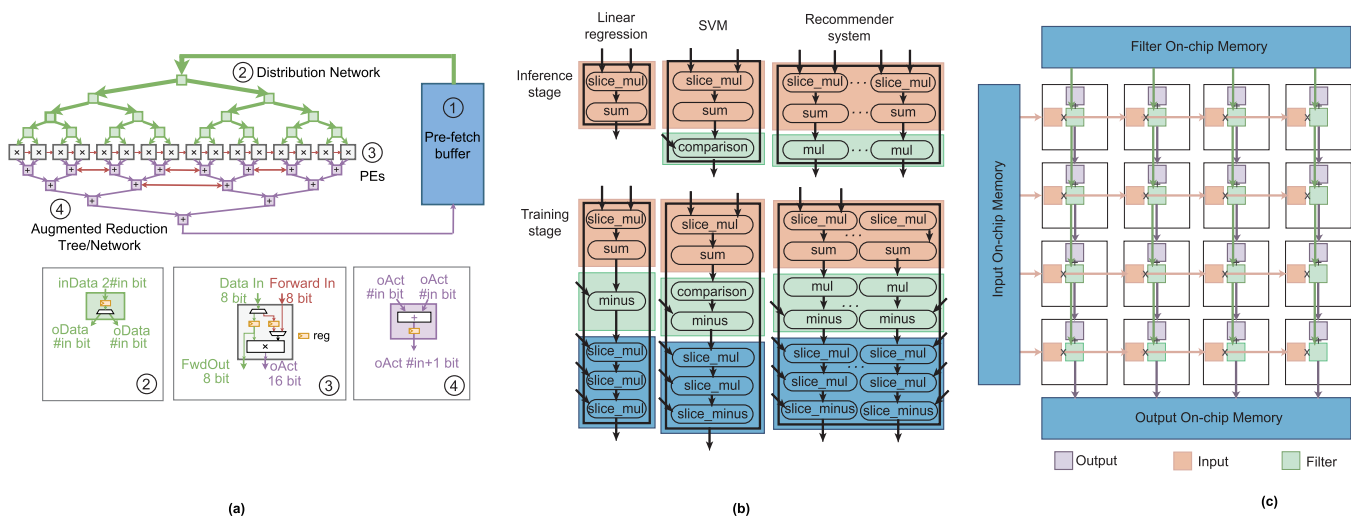 ② Distribution Network
①
Pre-fetch
buffer
× × × × × × × × × × × × × × × ×
③
PEs
+ + + + + + + +
+ + + +
+ +
+
④
Augmented Reduction
Tree/Network
inData 2#in bit
oData
#in bit
oData
#in bit
②
Data In
8 bit
Forward In
8 bit
reg
×
FwdOut
8 bit
oAct
16 bit
③
oAct
#in bit
oAct
#in bit
+
oAct #in+1 bit
④
(a)
Linear
regression
SVM
Recommender
system
Inference
stage
slice_mul
sum
slice_mul
sum
comparison
slice_mul ... slice_mul
sum ... sum
mul ... mul
Training
stage
slice_mul
sum
minus
slice_mul
slice_mul
slice_mul
slice_mul
sum
comparison
minus
slice_mul
slice_mul
slice_minus
slice_mul slice_mul
...
sum sum
mul mul
...
minus minus
slice_mul slice_mul
...
slice_mul slice_mul
slice_minus slice_minus
(b)
Filter On-chip Memory
Input On-chip Memory
+ + + +
× × × ×
+ + + +
× × × ×
+ + + +
× × × ×
+ + + +
× × × ×
Output On-chip Memory
Output
Input
Filter
(c)